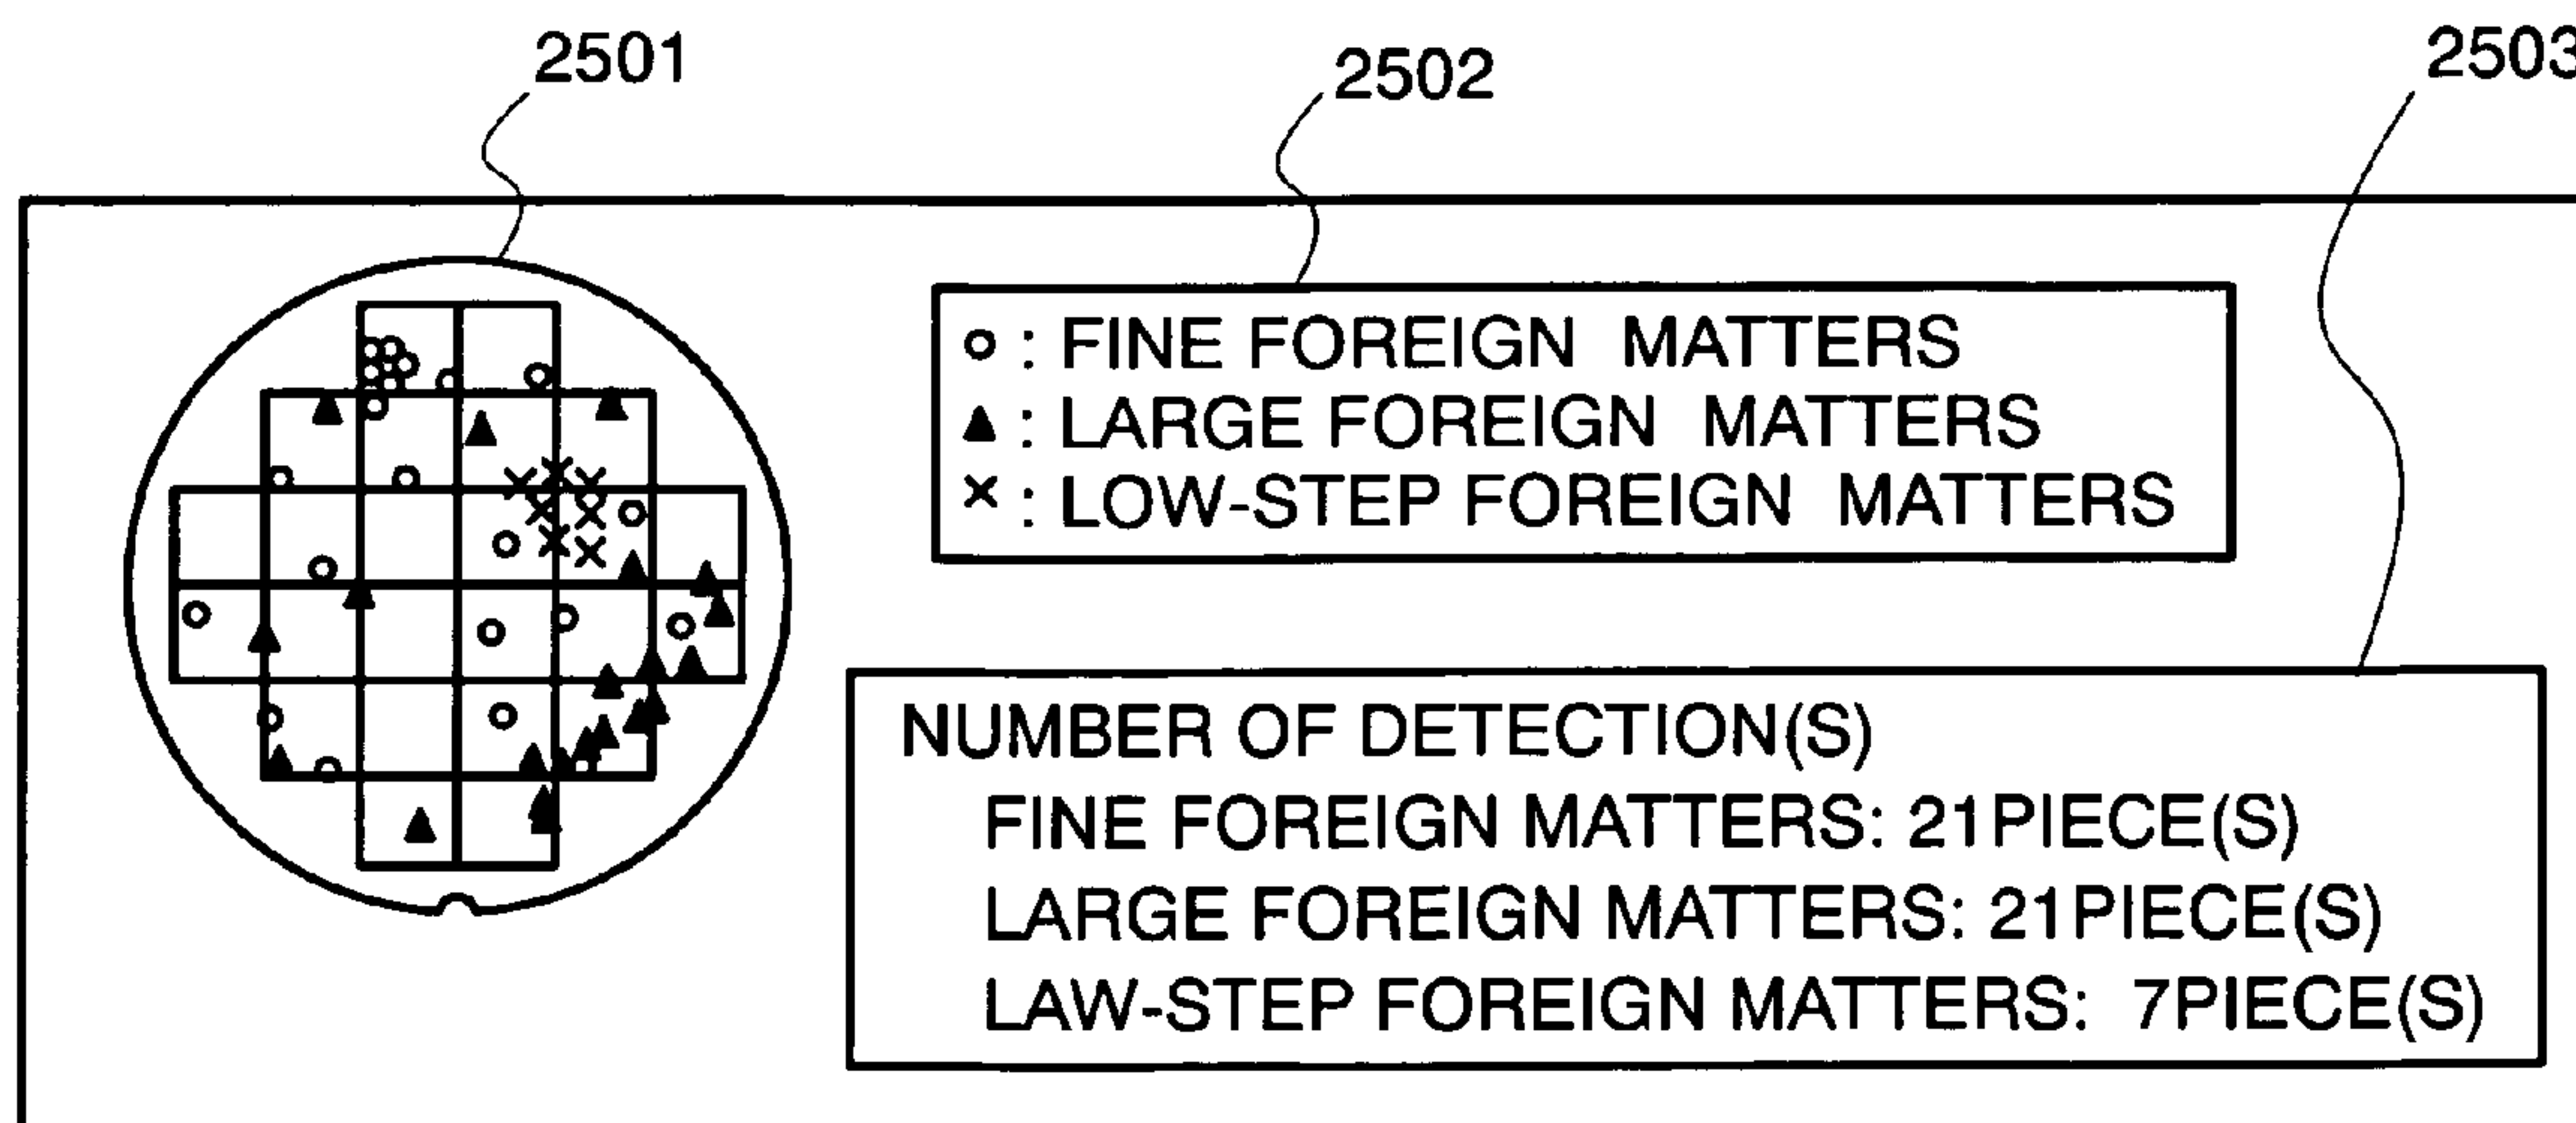 2501
2502
2503
o : FINE FOREIGN MATTERS
▲ : LARGE FOREIGN MATTERS
× : LOW-STEP FOREIGN MATTERS
NUMBER OF DETECTION(S)
FINE FOREIGN MATTERS: 21PIECE(S)
LARGE FOREIGN MATTERS: 21PIECE(S)
LAW-STEP FOREIGN MATTERS: 7PIECE(S)